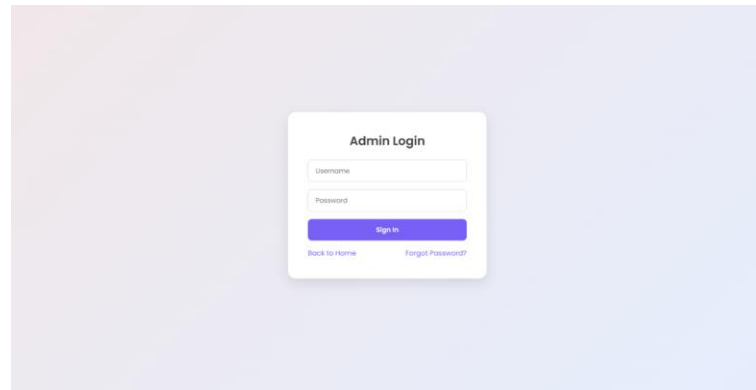 Admin Login
Username
Password
Sign In
Back to Home Forgot Password?